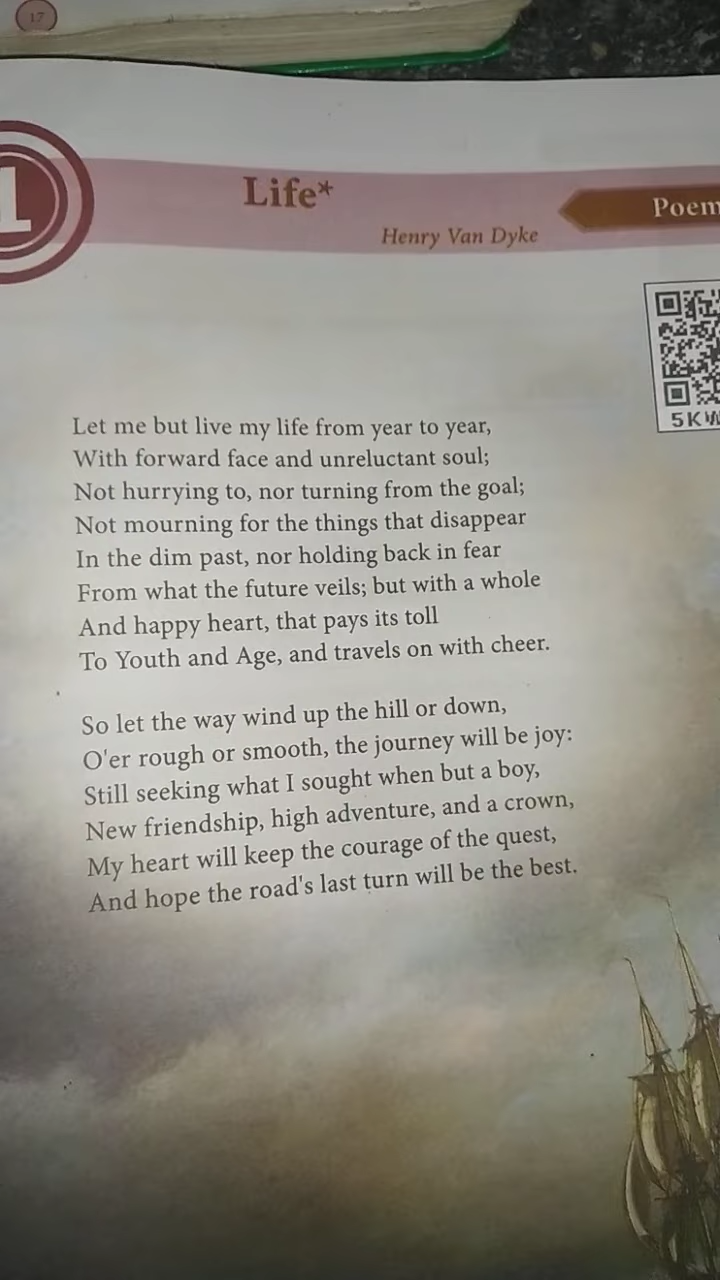 17
1
Life*
Poem
Henry Van Dyke
5KW
Let me but live my life from year to year,
With forward face and unreluctant soul;
Not hurrying to, nor turning from the goal;
Not mourning for the things that disappear
In the dim past, nor holding back in fear
From what the future veils; but with a whole
And happy heart, that pays its toll
To Youth and Age, and travels on with cheer.
So let the way wind up the hill or down,
O'er rough or smooth, the journey will be joy:
Still seeking what I sought when but a boy,
New friendship, high adventure, and a crown,
My heart will keep the courage of the quest,
And hope the road's last turn will be the best.